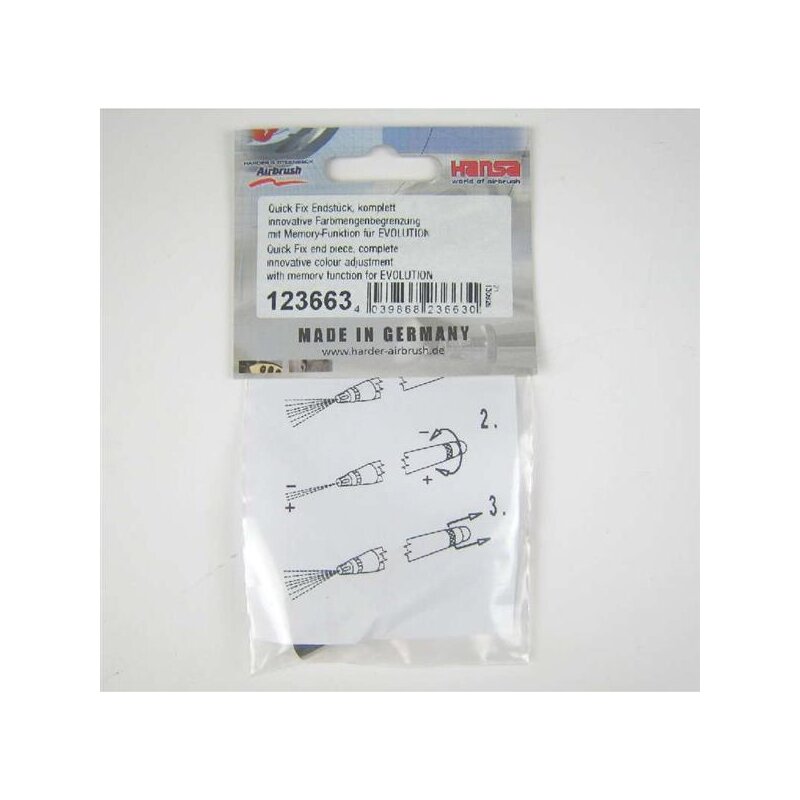 HARDER & STEENBECK
Airbrush
HANSA
world of airbrush
Quick Fix Endstück, komplett
innovative Farbmengenbegrenzung
mit Memory-Funktion für EVOLUTION
Quick Fix end piece, complete
innovative colour adjustment
with memory function for EVOLUTION
123663
4 039868 236630
MADE IN GERMANY
www.harder-airbrush.de
2.
−
+
−
+
3.